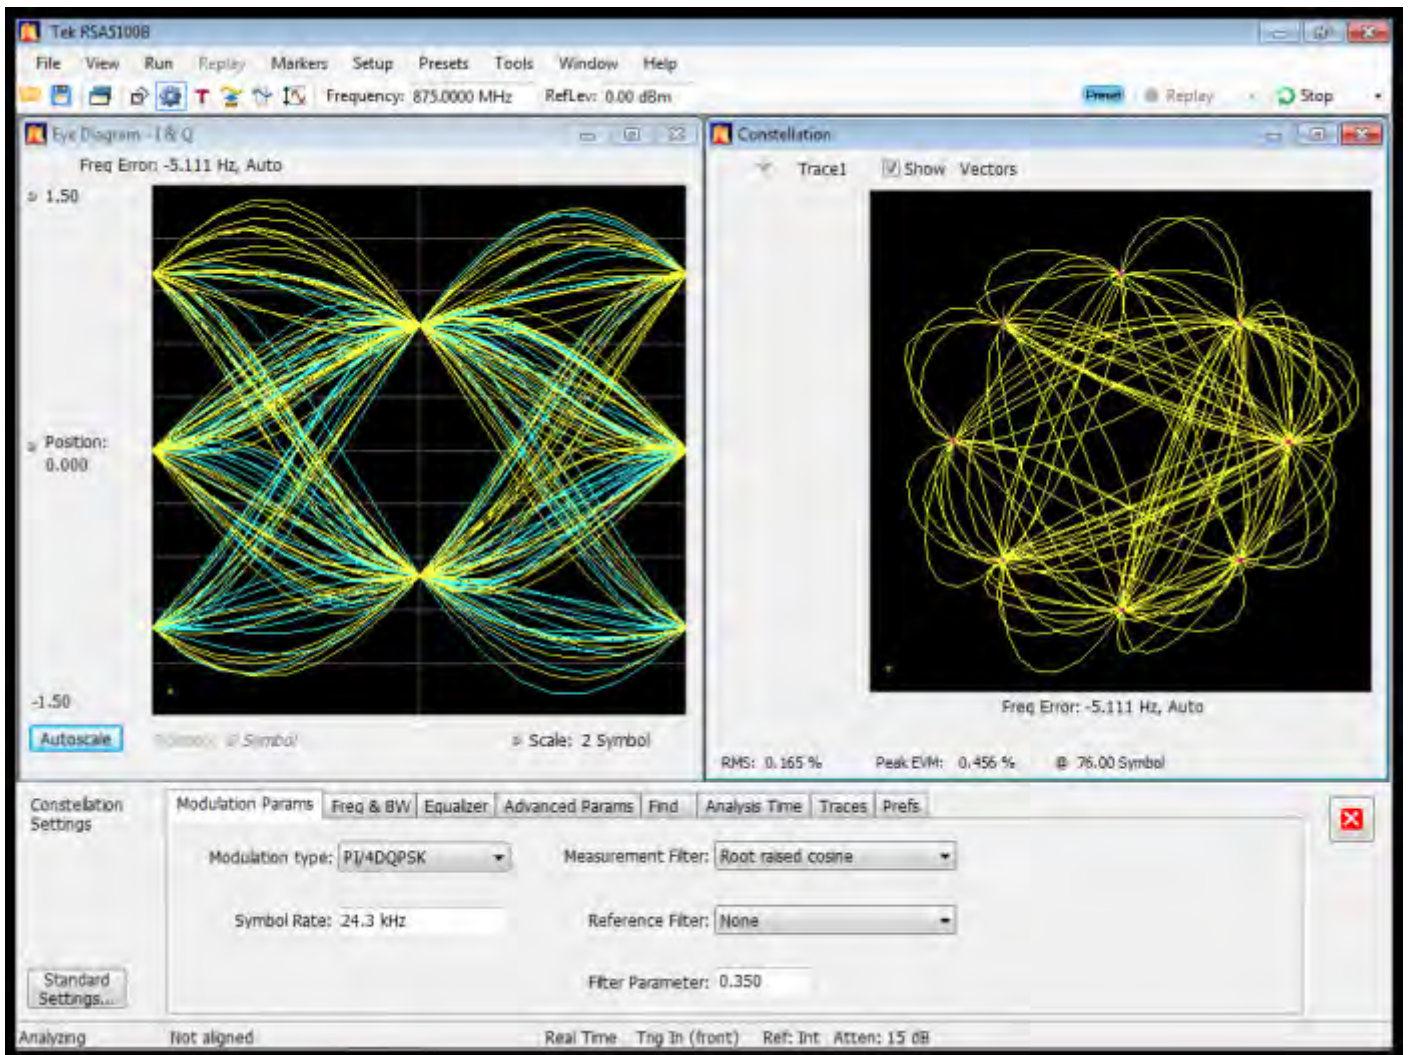 Tek RSA5100B
File View Run Replay Markers Setup Presets Tools Window Help
Frequency: 875.0000 MHz RefLev: 0.00 dBm Preset Replay Stop
Eye Diagram - I & Q
Freq Error: -5.111 Hz, Auto
1.50
Position:
0.000
-1.50
Autoscale
Symbol
Scale: 2 Symbol
Constellation
Trace1 Show Vectors
Freq Error: -5.111 Hz, Auto
RMS: 0.165 % Peak EVM: 0.456 % @ 76.00 Symbol
Constellation
Settings
Modulation Params Freq & BW Equalizer Advanced Params Find Analysis Time Traces Prefs
Modulation type: PI/4DQPSK Measurement Filter: Root raised cosine
Symbol Rate: 24.3 kHz Reference Filter: None
Filter Parameter: 0.350
Standard
Settings...
Analyzing Not aligned Real Time Trig In (front) Ref: Int Atten: 15 dB